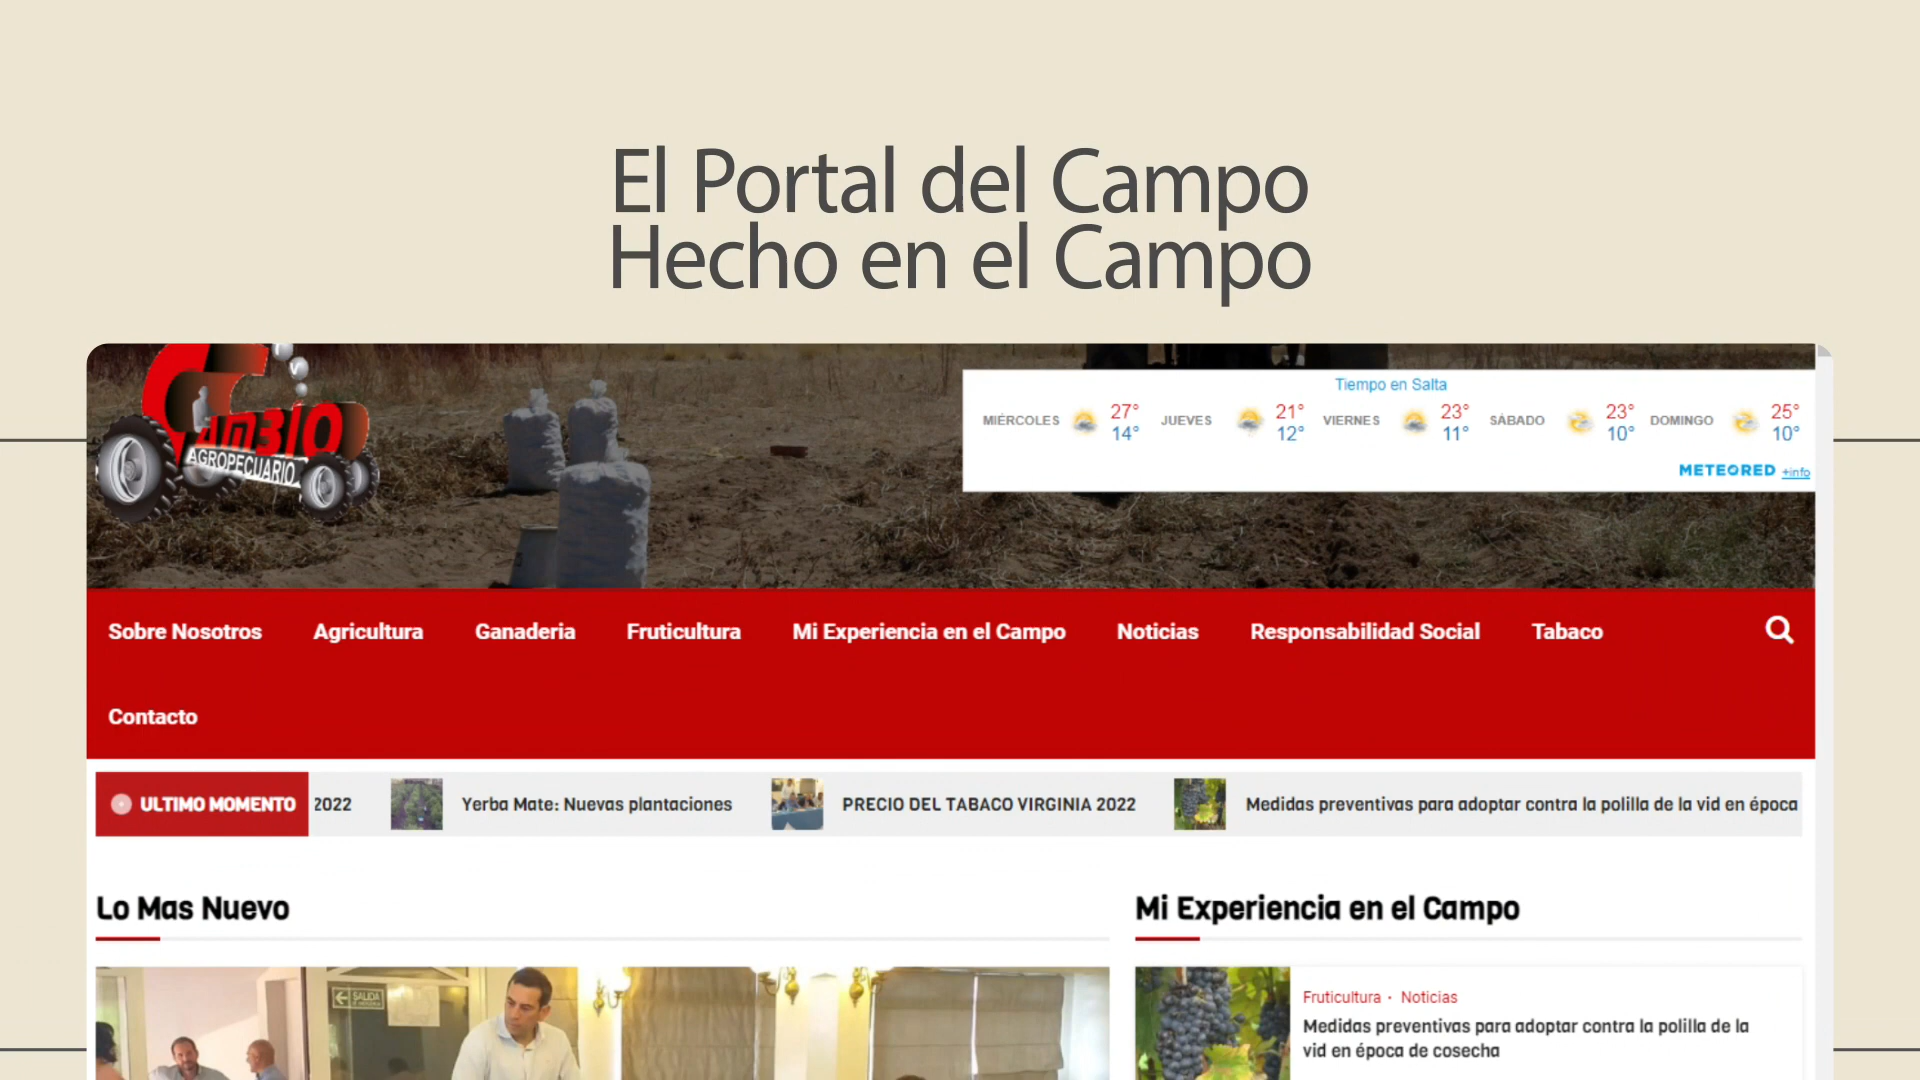 El Portal del Campo
Hecho en el Campo
CAMBIO
AGROPECUARIO
Tiempo en Salta
MIÉRCOLES 27° 14° JUEVES 21° 12° VIERNES 23° 11° SÁBADO 23° 10° DOMINGO 25° 10°
METEORED +info
Sobre Nosotros Agricultura Ganaderia Fruticultura Mi Experiencia en el Campo Noticias Responsabilidad Social Tabaco
Contacto
ULTIMO MOMENTO 2022 Yerba Mate: Nuevas plantaciones PRECIO DEL TABACO VIRGINIA 2022 Medidas preventivas para adoptar contra la polilla de la vid en época
Lo Mas Nuevo
Mi Experiencia en el Campo
SALIDA
Fruticultura · Noticias
Medidas preventivas para adoptar contra la polilla de la
vid en época de cosecha